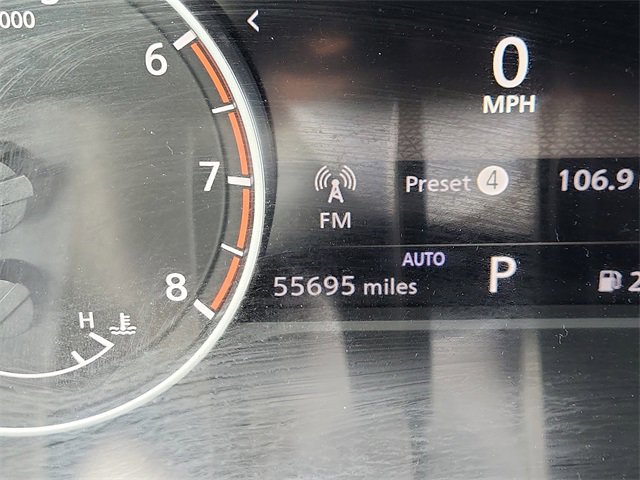 000
6
7
8
H
0
MPH
FM
Preset 4
106.9
AUTO
55695 miles
P
2